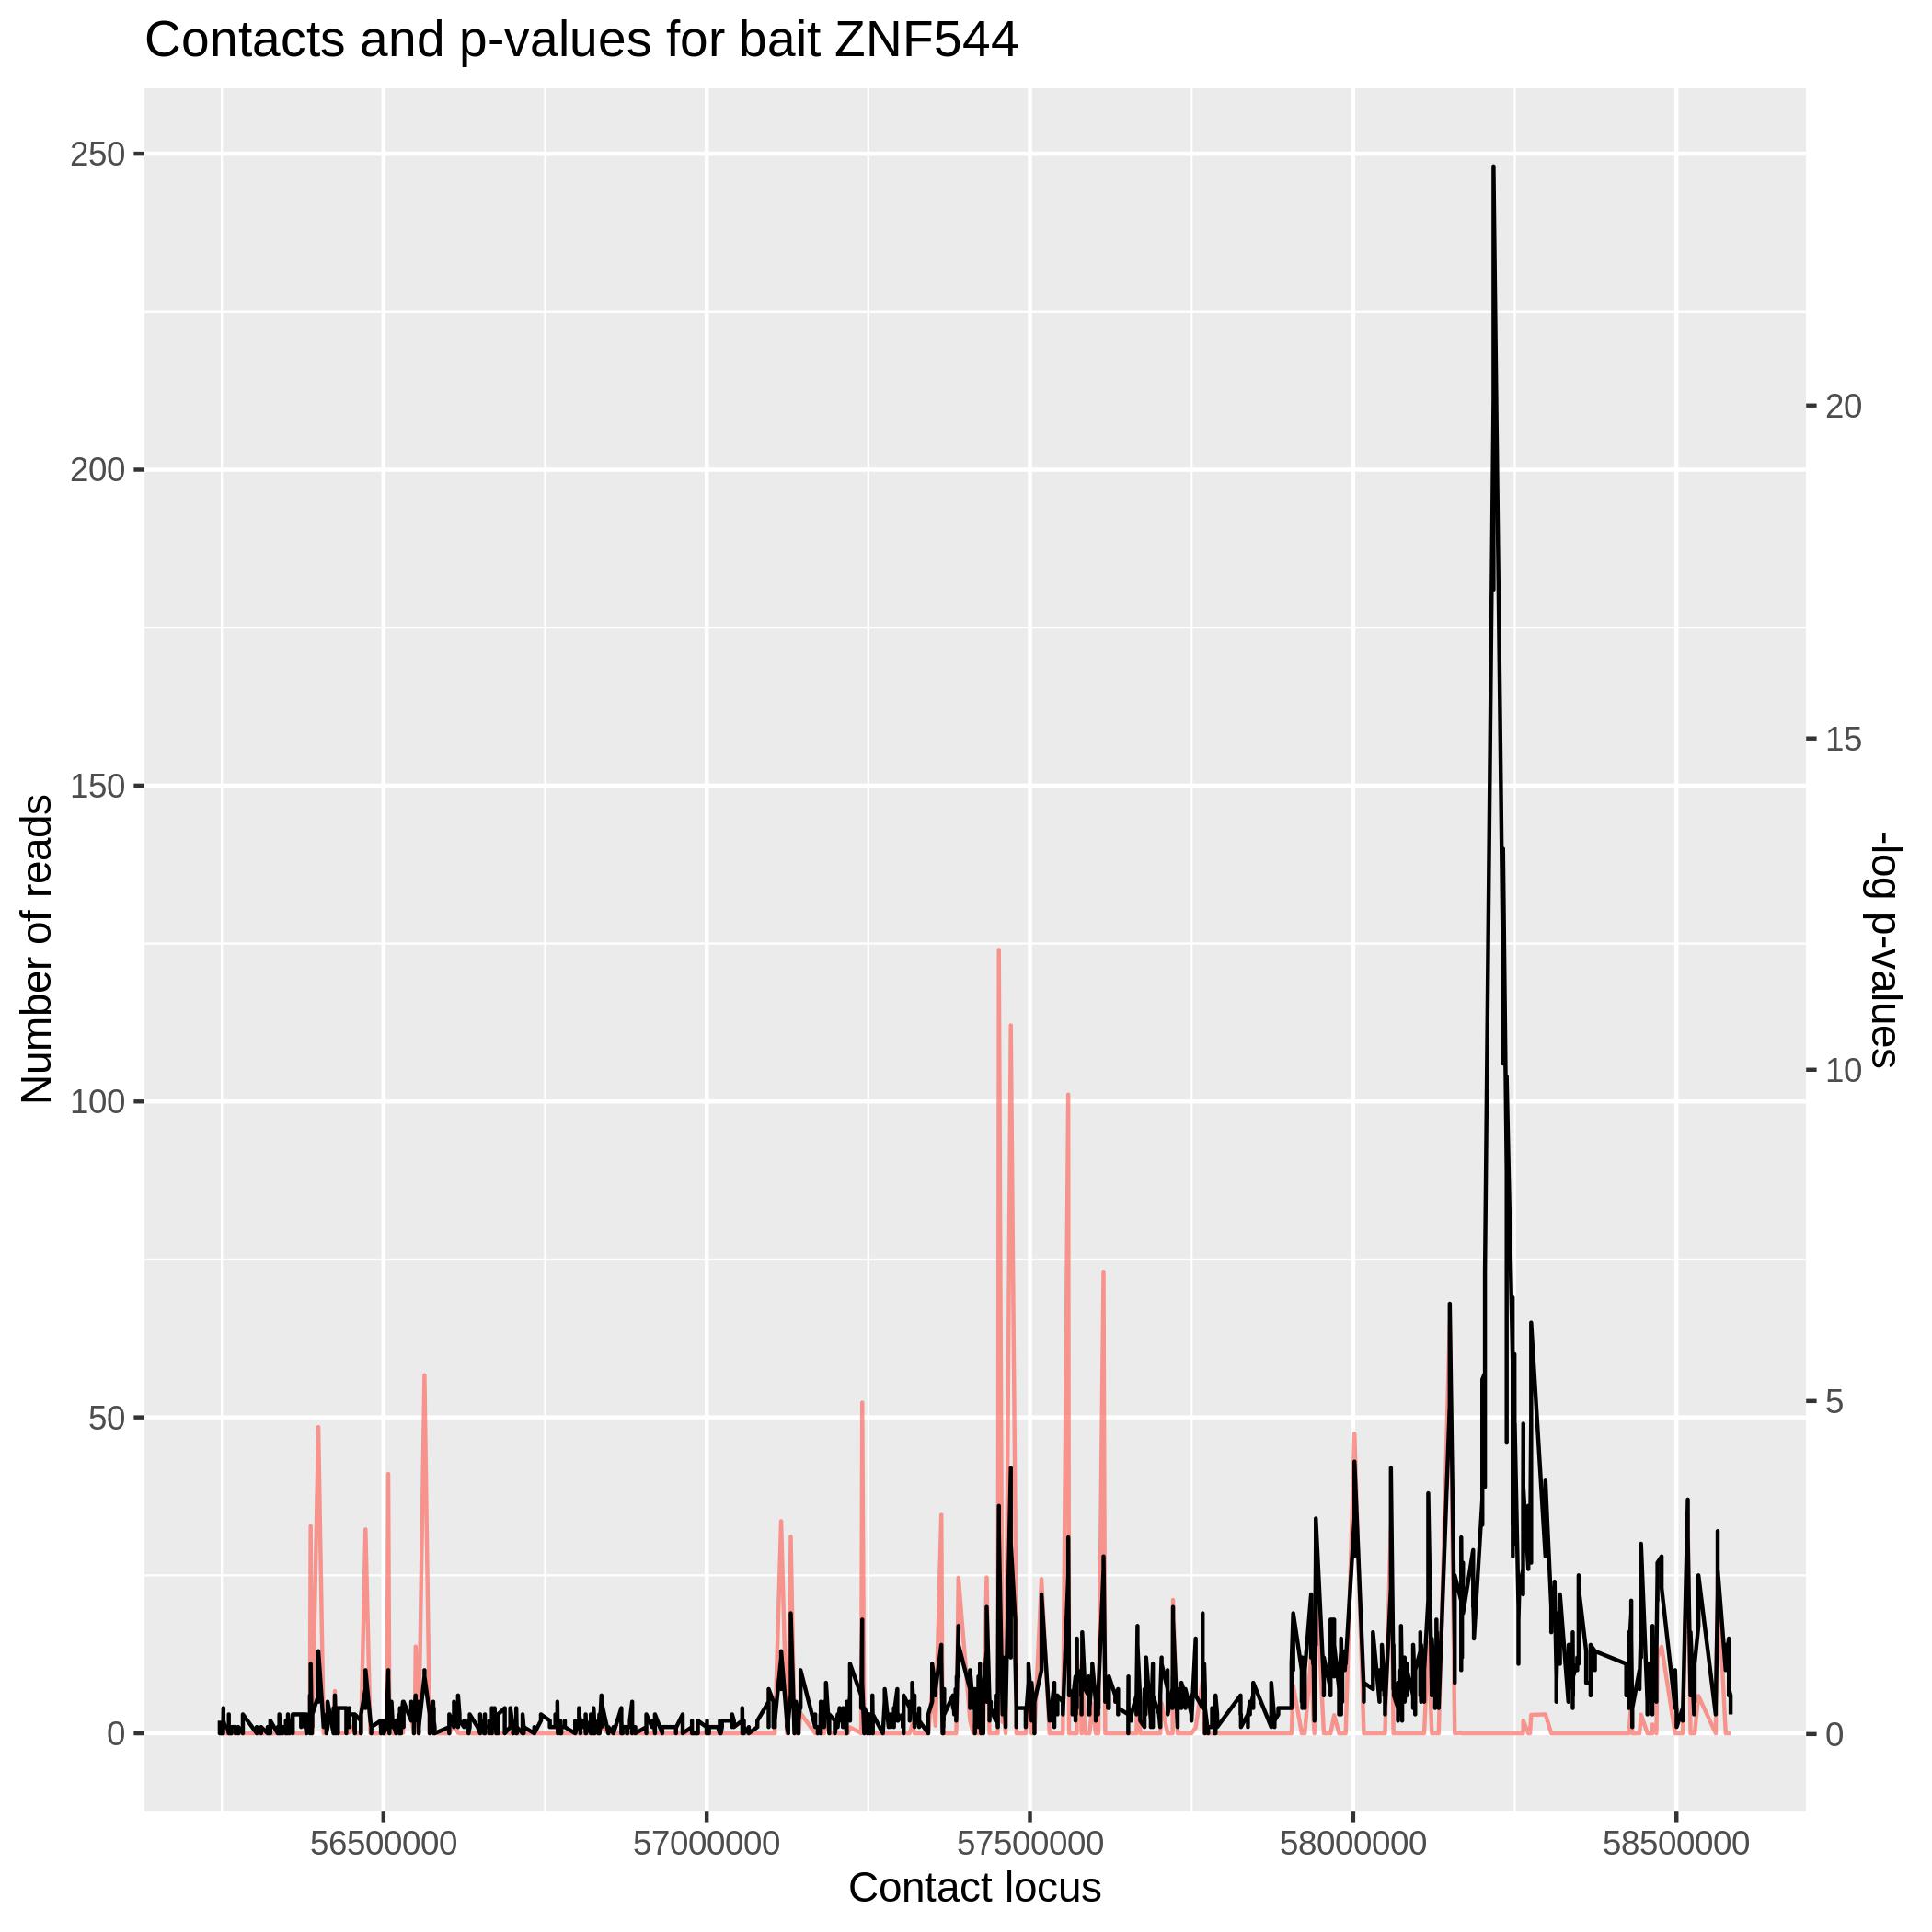 Contacts and p-values for bait ZNF544
250
200
150
100
50
0
Number of reads
20
15
10
5
0
-log p-values
56500000 57000000 57500000 58000000 58500000
Contact locus